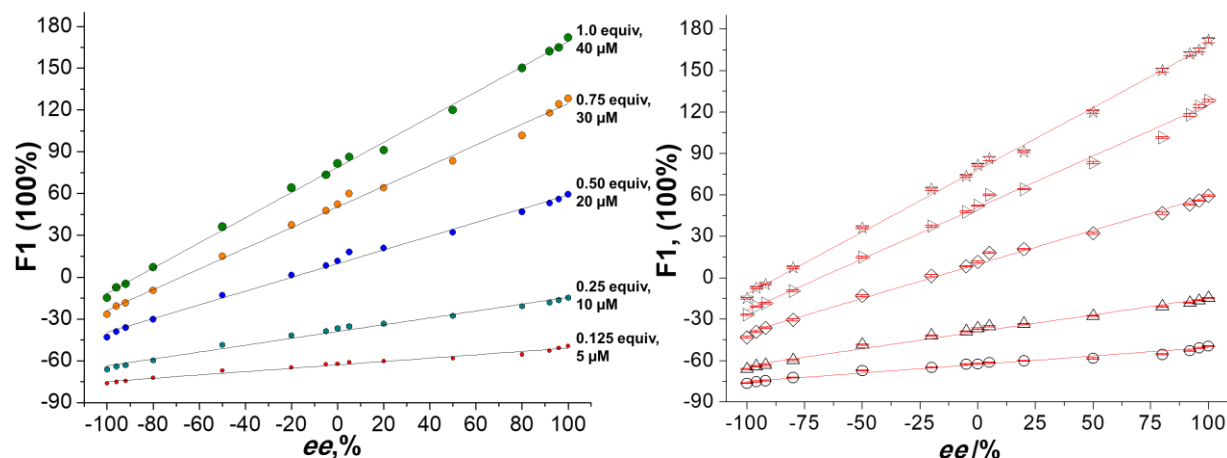 180
150
120
90
60
30
0
-30
-60
-90
F1 (100%)
-100 -80 -60 -40 -20 0 20 40 60 80 100
ee,%
1.0 equiv,
40 μM
0.75 equiv,
30 μM
0.50 equiv,
20 μM
0.25 equiv,
10 μM
0.125 equiv,
5 μM
180
150
120
90
60
30
0
-30
-60
-90
F1, (100%)
-100 -75 -50 -25 0 25 50 75 100
ee/%